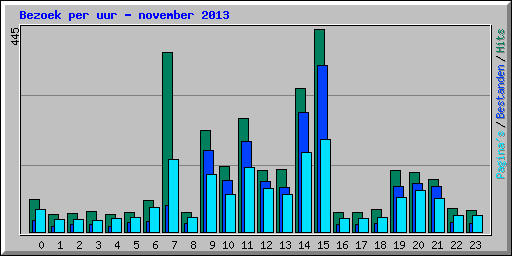 Bezoek per uur - november 2013
445
Pagina's / Bestanden / Hits
0 1 2 3 4 5 6 7 8 9 10 11 12 13 14 15 16 17 18 19 20 21 22 23